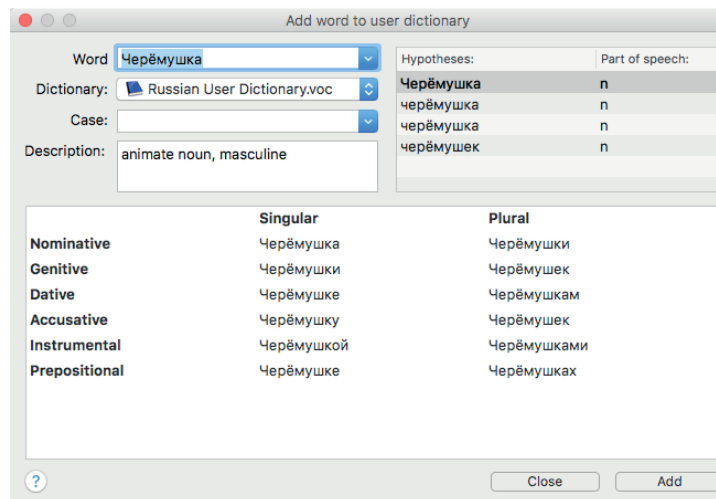 Add word to user dictionary
Word Черёмушка
Dictionary: Russian User Dictionary.voc
Case:
Description: animate noun, masculine
Hypotheses: Part of speech:
Черёмушка n
черёмушка n
черёмушка n
черёмушек n
Singular Plural
Nominative Черёмушка Черёмушки
Genitive Черёмушки Черёмушек
Dative Черёмушке Черёмушкам
Accusative Черёмушку Черёмушек
Instrumental Черёмушкой Черёмушками
Prepositional Черёмушке Черёмушках
? Close Add